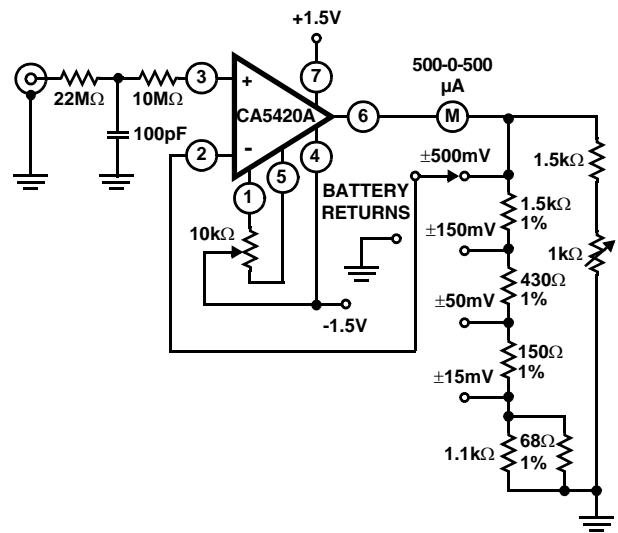 +1.5V
500-0-500
µA
22MΩ
10MΩ
3
+
7
CA5420A
6
M
100pF
2
-
4
1
5
±500mV
1.5kΩ
BATTERY
RETURNS
1.5kΩ
1%
10kΩ
±150mV
1kΩ
430Ω
1%
±50mV
-1.5V
150Ω
1%
±15mV
1.1kΩ
68Ω
1%